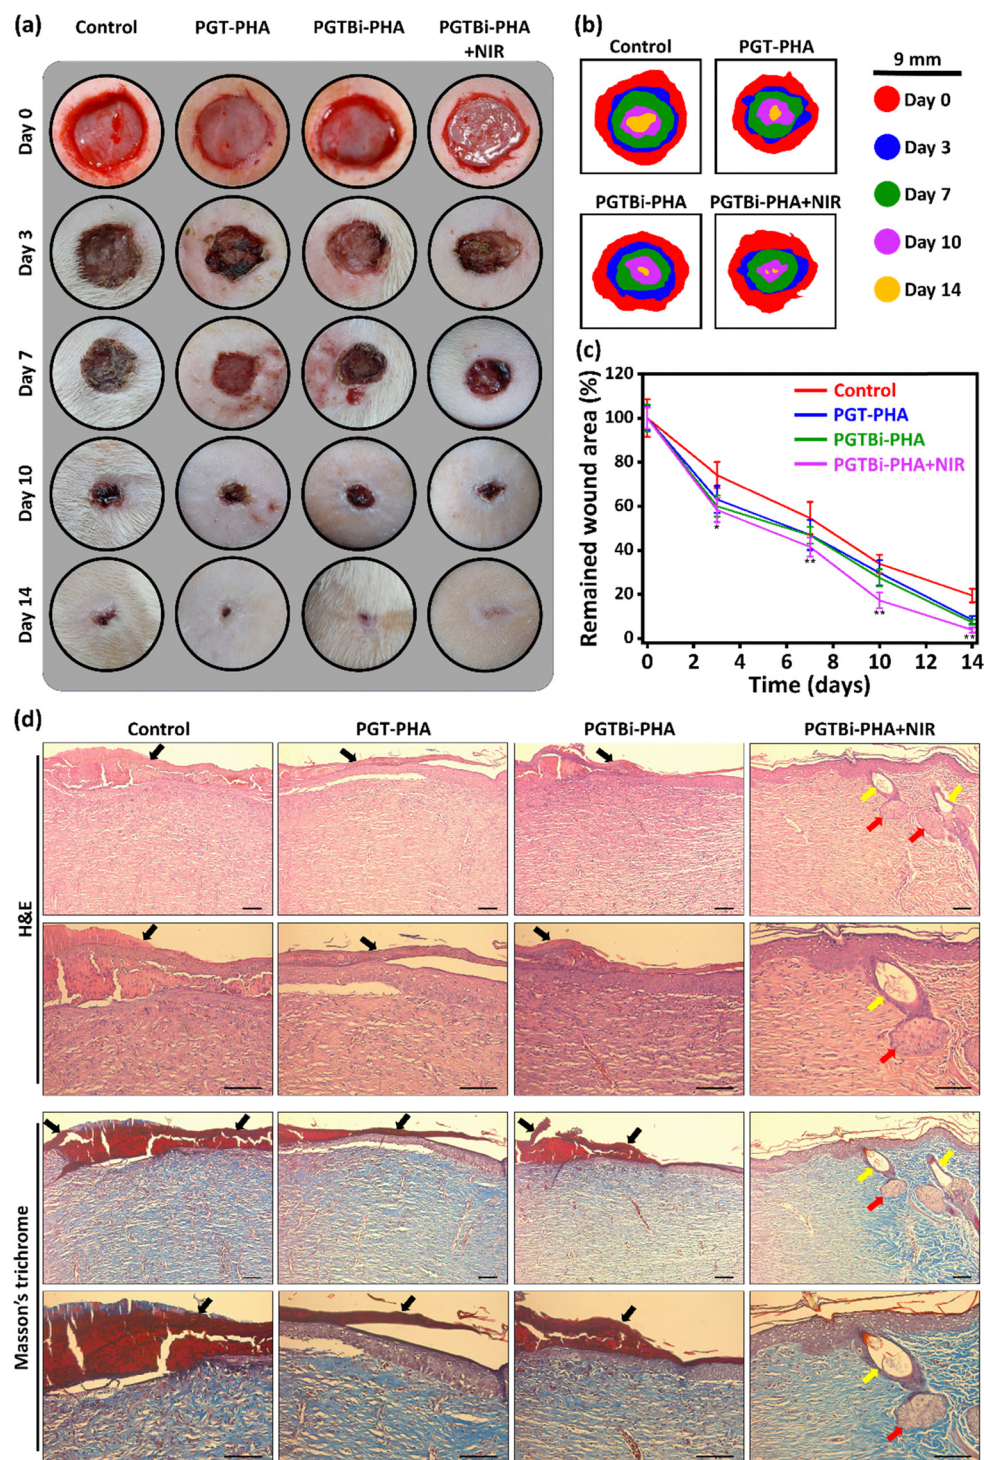 (a)
Control
PGT-PHA
PGTBi-PHA
PGTBi-PHA
+NIR
Day 0
Day 3
Day 7
Day 10
Day 14
(b)
Control
PGT-PHA
PGTBi-PHA
PGTBi-PHA+NIR
9 mm
Day 0
Day 3
Day 7
Day 10
Day 14
(c)
Remained wound area (%)
120
100
80
60
40
20
0
Control
PGT-PHA
PGTBi-PHA
PGTBi-PHA+NIR
*
**
**
**
0 2 4 6 8 10 12 14
Time (days)
(d)
Control
PGT-PHA
PGTBi-PHA
PGTBi-PHA+NIR
H&E
Masson's trichrome